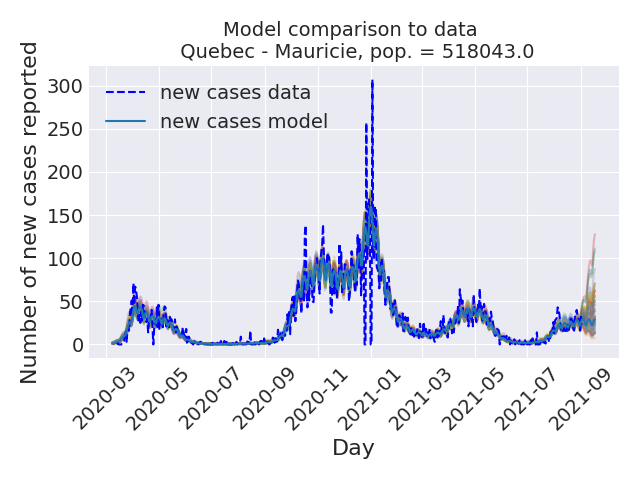 Model comparison to data
Quebec - Mauricie, pop. = 518043.0
new cases data
new cases model
Number of new cases reported
300
250
200
150
100
50
0
2020-03
2020-05
2020-07
2020-09
2020-11
2021-01
2021-03
2021-05
2021-07
2021-09
Day